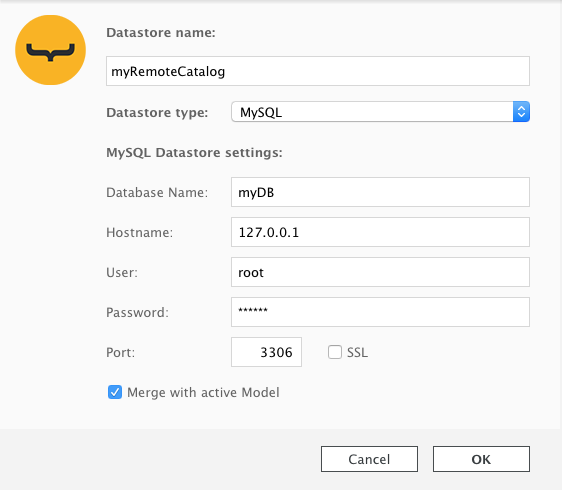 Datastore name:
myRemoteCatalog
Datastore type: MySQL
MySQL Datastore settings:
Database Name: myDB
Hostname: 127.0.0.1
User: root
Password: ******
Port: 3306 SSL
Merge with active Model
Cancel OK